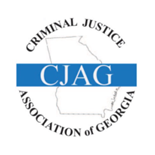 CRIMINAL JUSTICE
CJAG
ASSOCIATION of GEORGIA